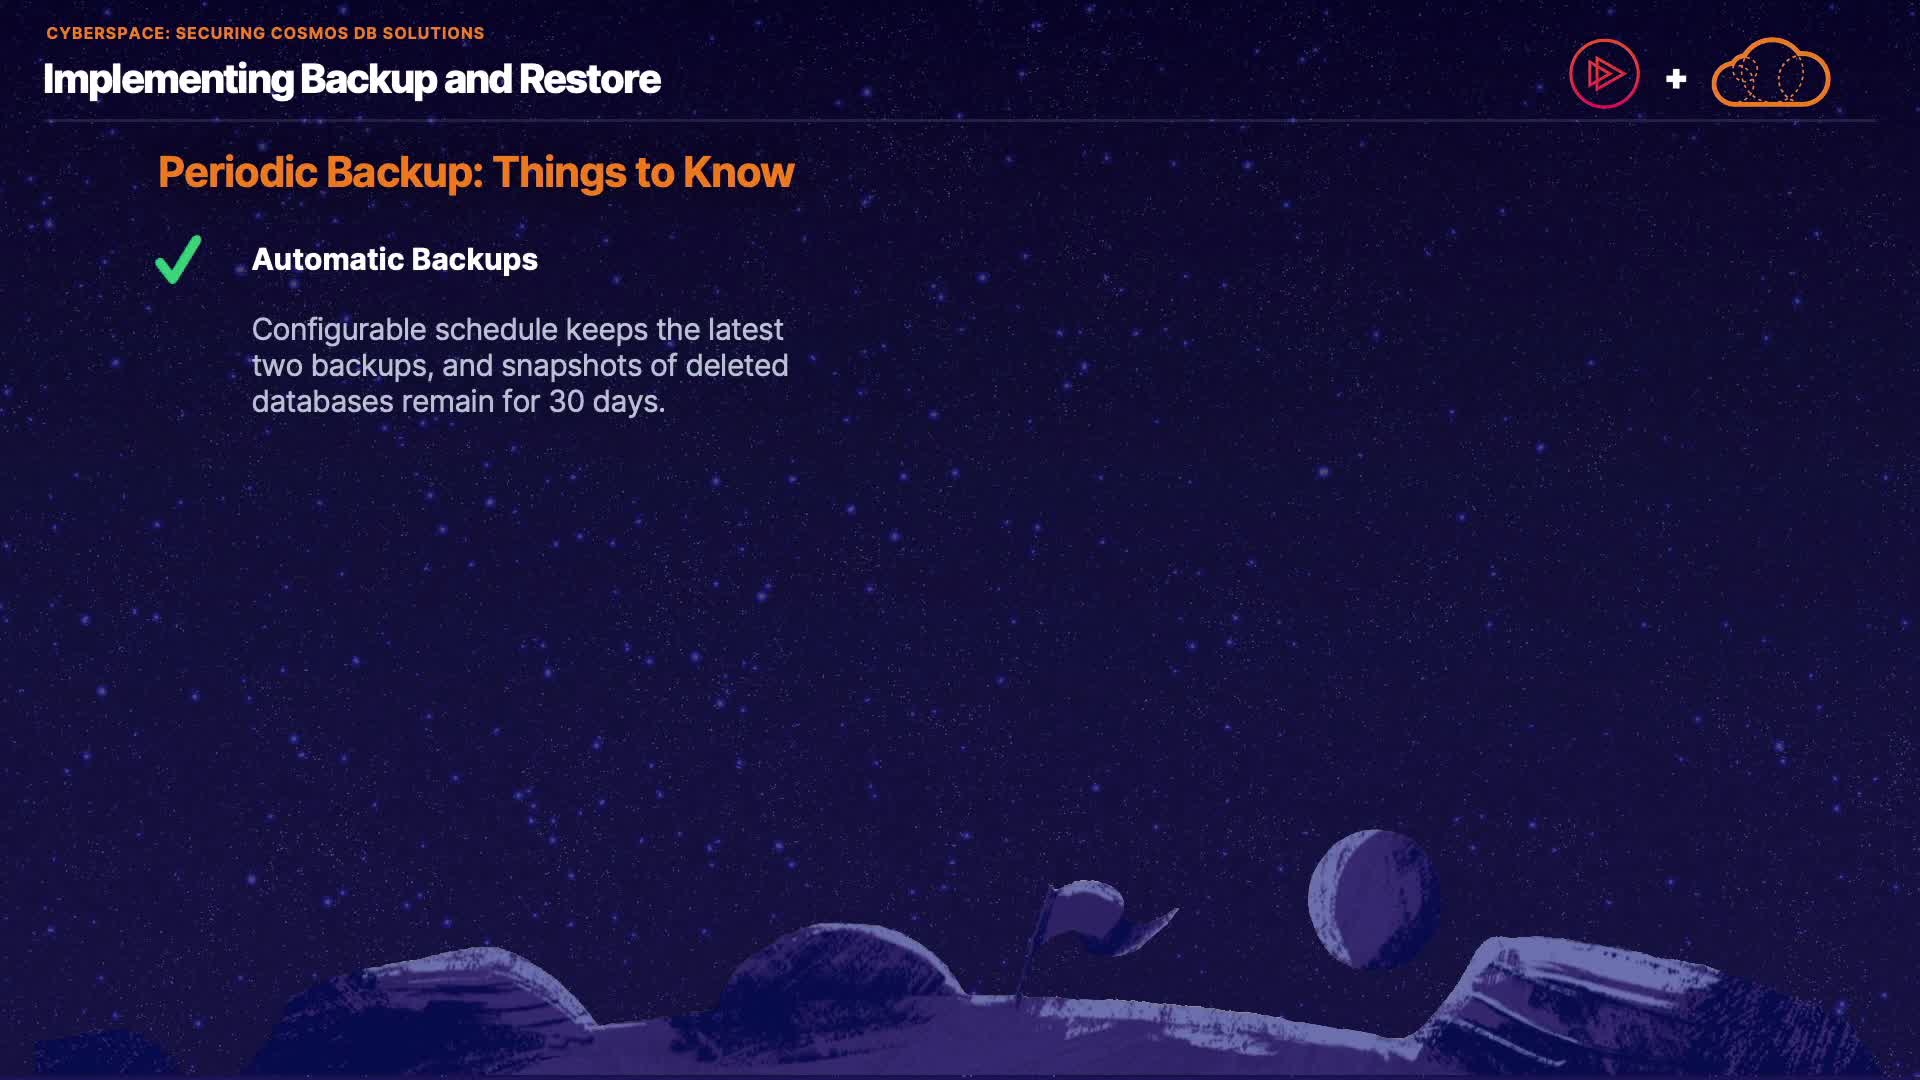 CYBERSPACE: SECURING COSMOS DB SOLUTIONS
Implementing Backup and Restore
Periodic Backup: Things to Know
Automatic Backups
Configurable schedule keeps the latest
two backups, and snapshots of deleted
databases remain for 30 days.